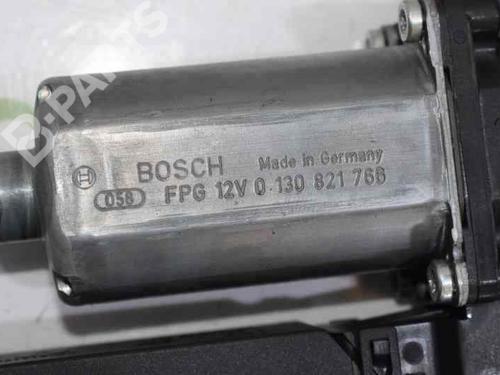 B-PARTS
BOSCH Made in Germany
058 FPG 12V 0 130 821 766